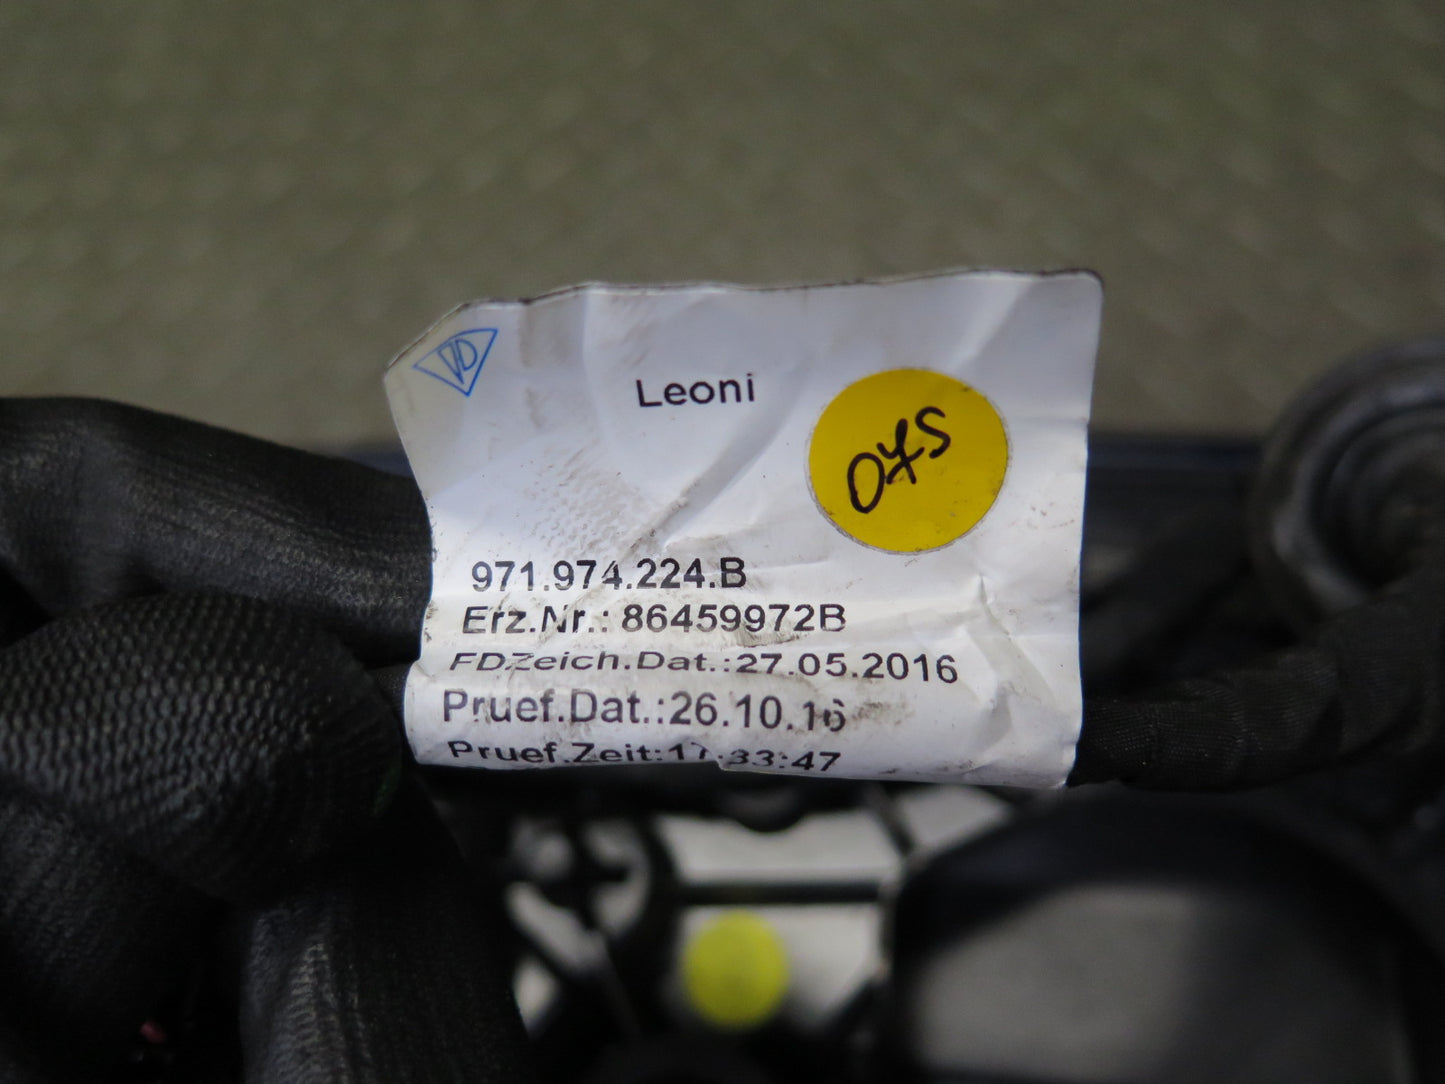 Leoni
971.974.224.B
Erz.Nr.: 86459972B
FDZeich.Dat.:27.05.2016
Pruef.Dat.:26.10.16
Pruef.Zeit:17:33:47